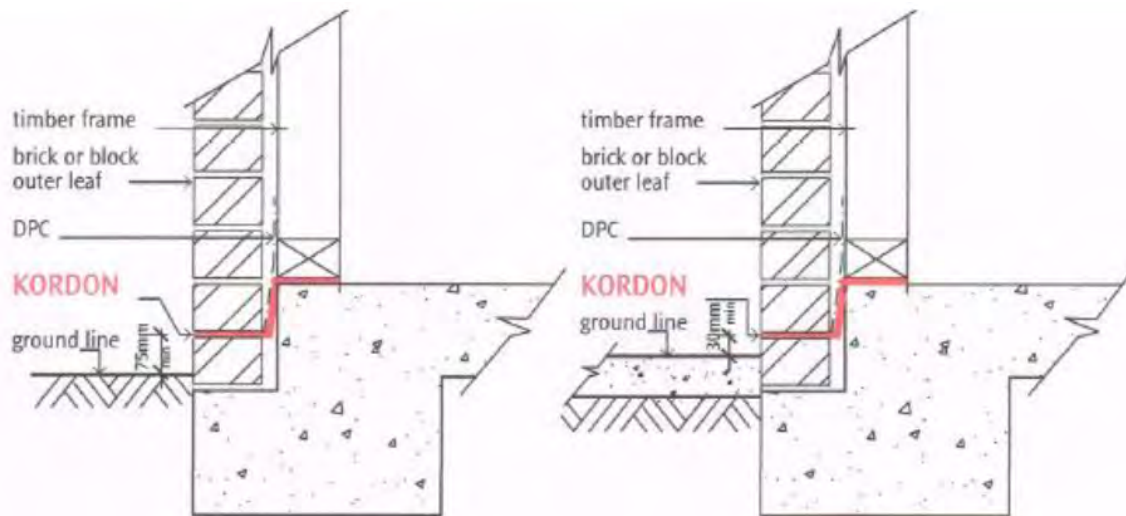 timber frame
brick or block
outer leaf
DPC
KORDON
ground line
75mm
min
timber frame
brick or block
outer leaf
DPC
KORDON
ground line
30mm
min